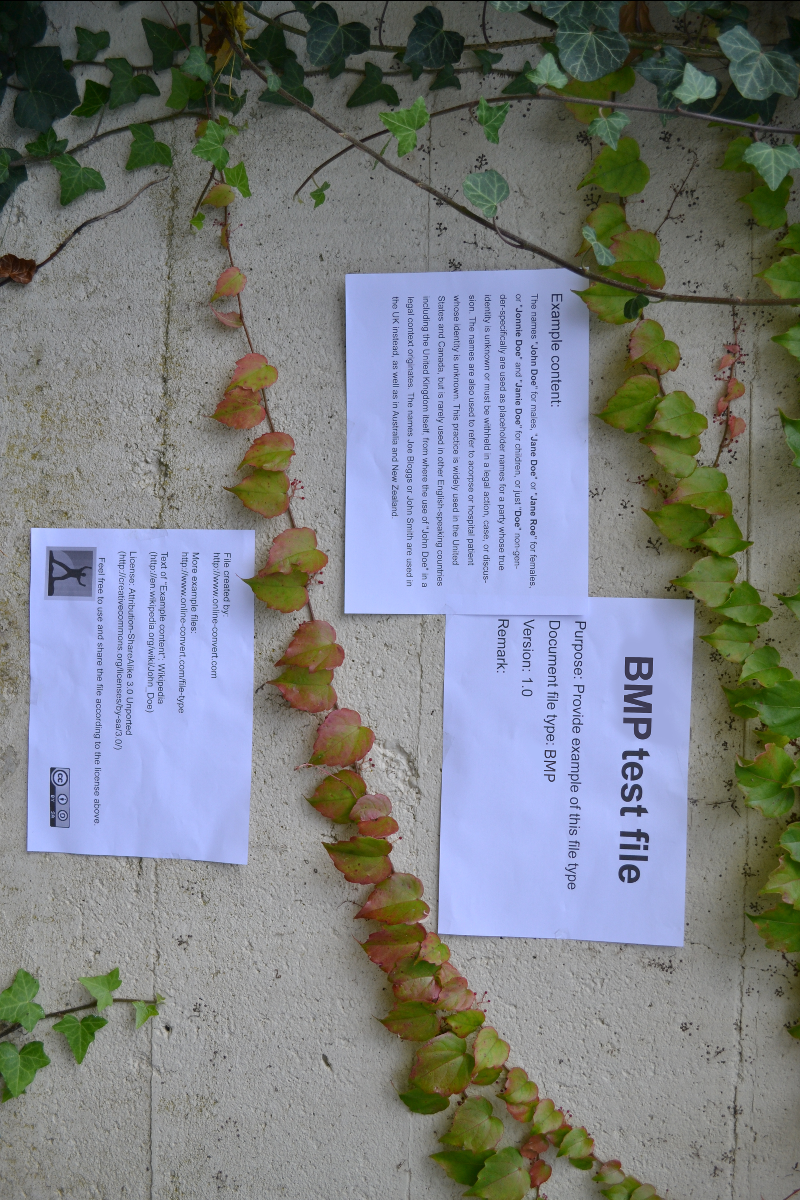 BMP test file
Purpose: Provide example of this file type
Document file type: BMP
Version: 1.0
Remark:
Example content:
The names "John Doe" for males, "Jane Doe" or "Jane Roe" for females,
or "Jonnie Doe" and "Janie Doe" for children, or just "Doe" non-gen-
der-specifically are used as placeholder names for a party whose true
identity is unknown or must be withheld in a legal action, case, or discus-
sion. The names are also used to refer to acorpse or hospital patient
whose identity is unknown. This practice is widely used in the United
States and Canada, but is rarely used in other English-speaking countries
including the United Kingdom itself, from where the use of "John Doe" in a
legal context originates. The names Joe Bloggs or John Smith are used in
the UK instead, as well as in Australia and New Zealand.
File created by:
http://www.online-convert.com
More example files:
http://www.online-convert.com/file-type
Text of "Example content": Wikipedia
(http://en.wikipedia.org/wiki/John_Doe)
License: Attribution-ShareAlike 3.0 Unported
(http://creativecommons.org/licenses/by-sa/3.0/)
Feel free to use and share the file according to the license above.
cc
BY SA